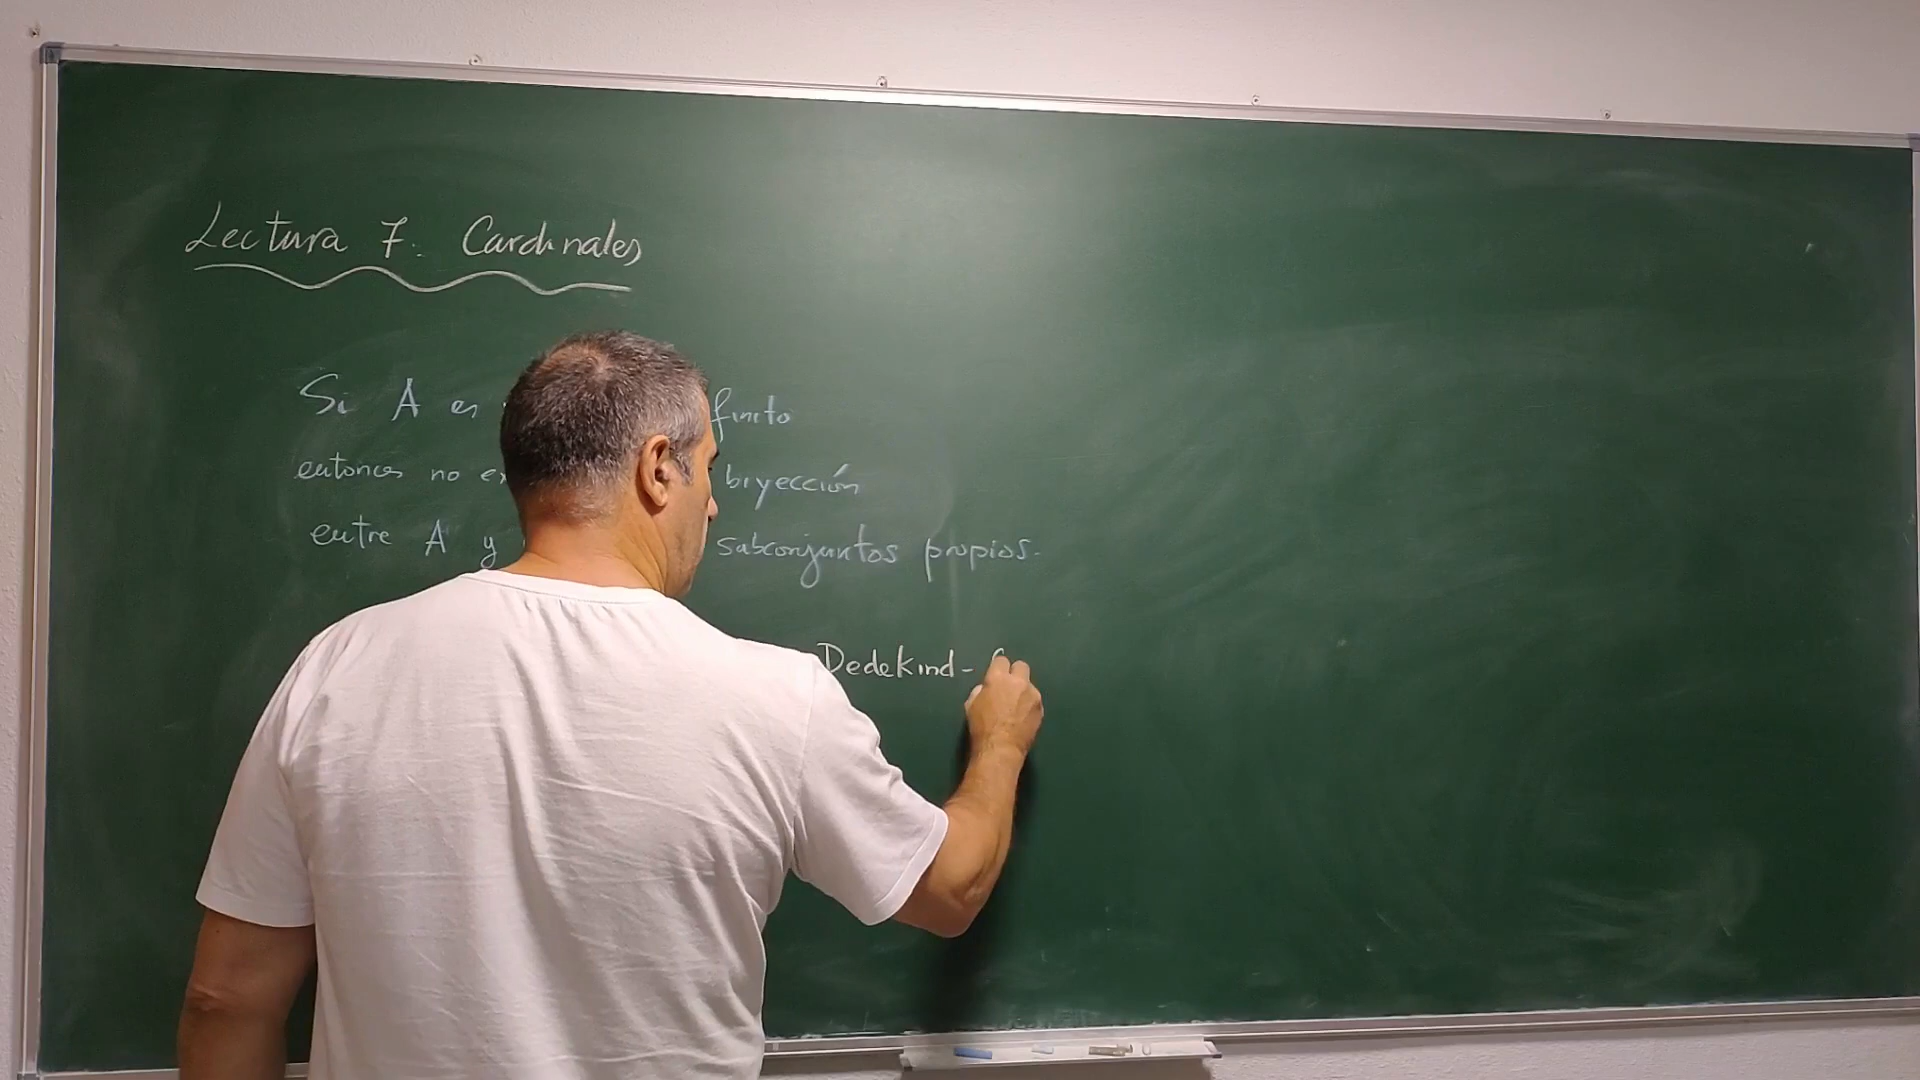 Lectura 7: Cardinales
Si A es finito
entonces no biyección
entre A y subconjuntos propios.
Dedekind-